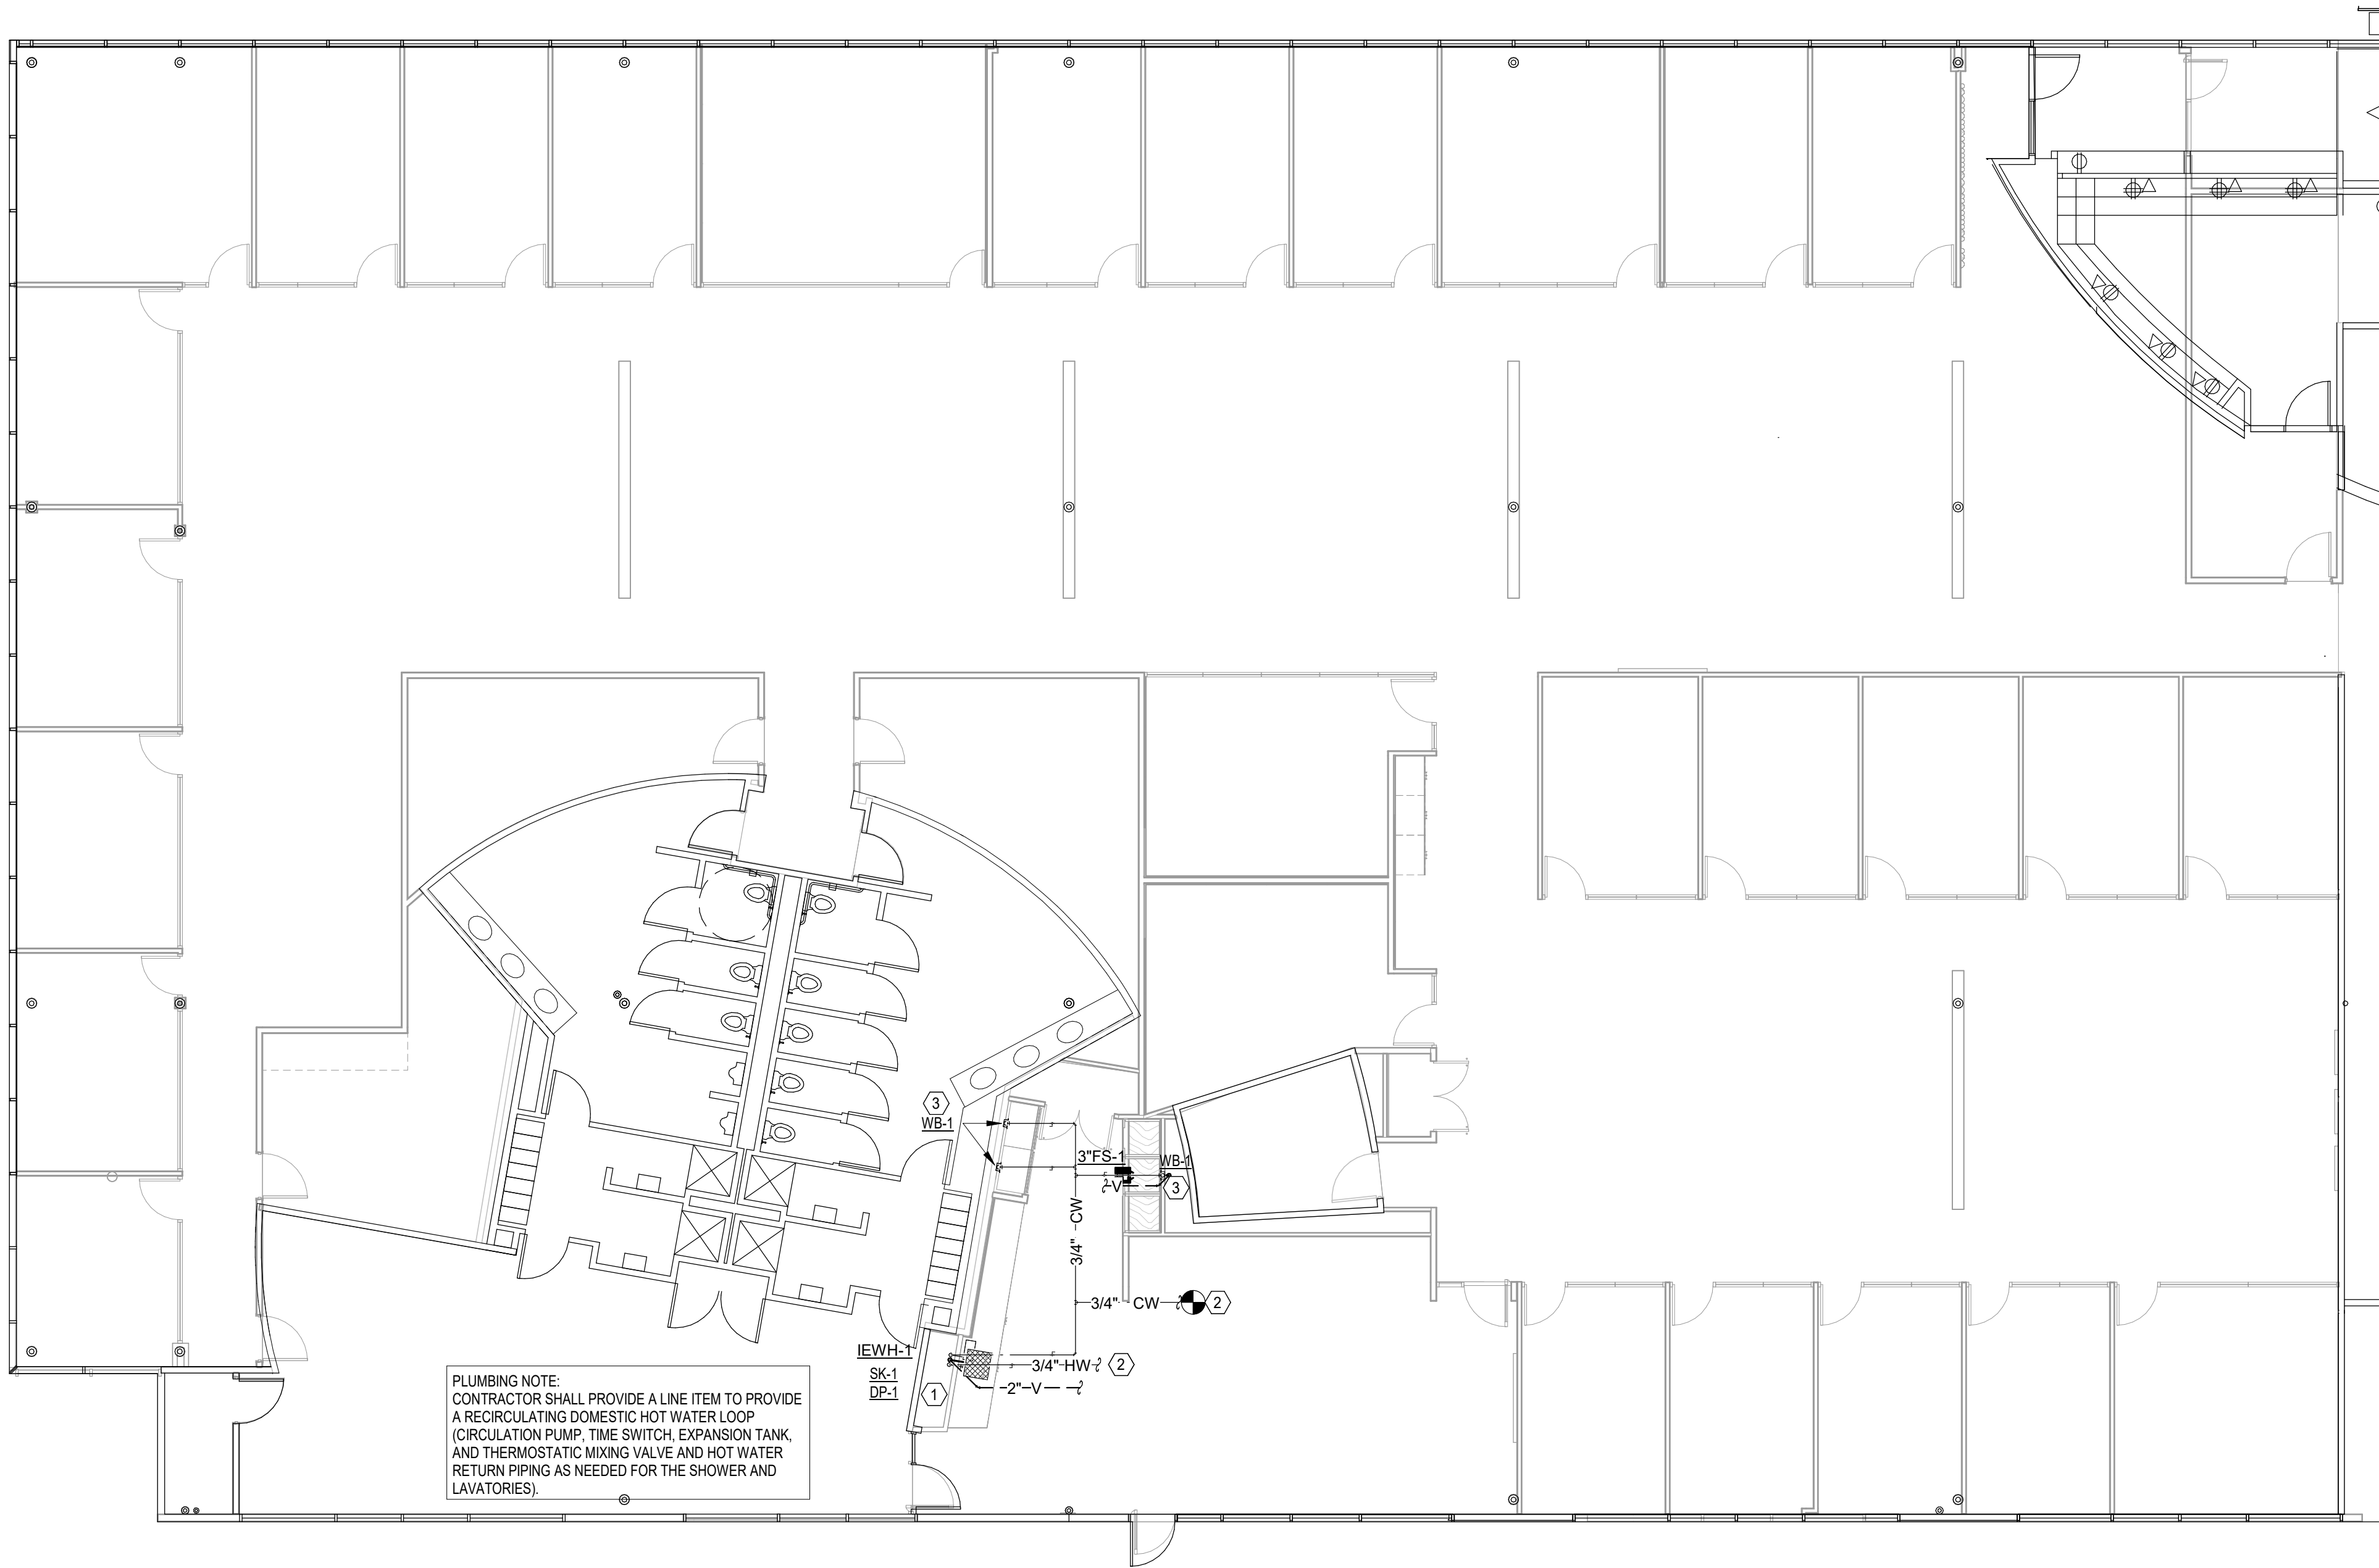 3
WB-1
3"FS-1
WB-1
V
3
3/4" CW
3/4" CW
2
IEWH-1
3/4" HW
2
SK-1
DP-1
1
2" V
PLUMBING NOTE:
CONTRACTOR SHALL PROVIDE A LINE ITEM TO PROVIDE
A RECIRCULATING DOMESTIC HOT WATER LOOP
(CIRCULATION PUMP, TIME SWITCH, EXPANSION TANK,
AND THERMOSTATIC MIXING VALVE AND HOT WATER
RETURN PIPING AS NEEDED FOR THE SHOWER AND
LAVATORIES).